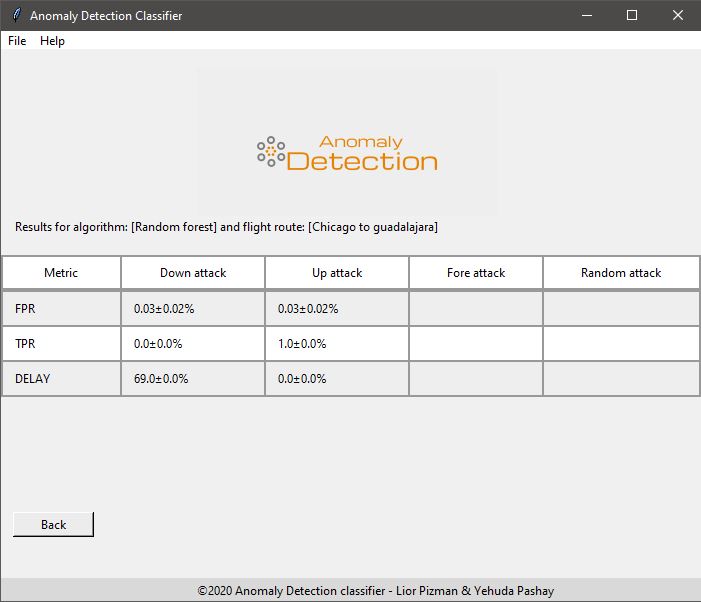 Anomaly Detection Classifier
File Help
Anomaly
Detection
Results for algorithm: [Random forest] and flight route: [Chicago to guadalajara]
Metric Down attack Up attack Fore attack Random attack
FPR 0.03±0.02% 0.03±0.02%
TPR 0.0±0.0% 1.0±0.0%
DELAY 69.0±0.0% 0.0±0.0%
Back
©2020 Anomaly Detection classifier - Lior Pizman & Yehuda Pashay